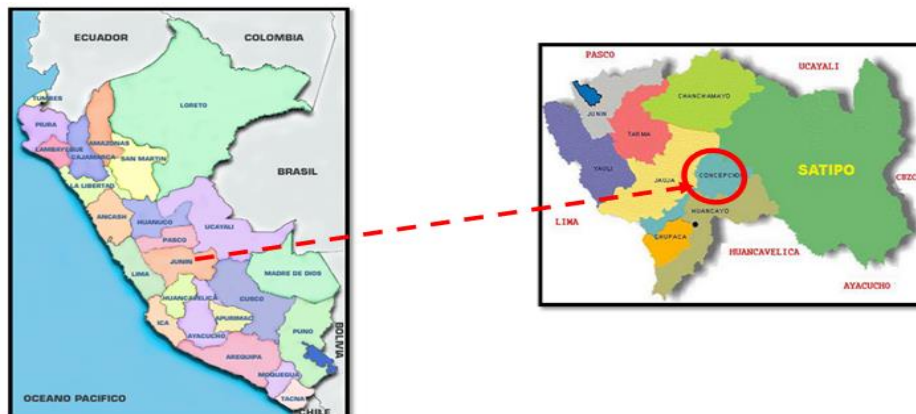 ECUADOR
COLOMBIA
TUMBES
LORETO
PIURA
AMAZONAS
LAMBAYEQUE
CAJAMARCA
SAN MARTIN
BRASIL
LA LIBERTAD
ANCASH
HUANUCO
UCAYALI
PASCO
JUNIN
LIMA
MADRE DE DIOS
HUANCAVELICA
CUSCO
ICA
APURIMAC
AYACUCHO
PUNO
BOLIVIA
AREQUIPA
MOQUEGUA
OCEANO PACIFICO
TACNA
CHILE
PASCO
UCAYALI
CHANCHAMAYO
JUNIN
TARMA
YAULI
SATIPO
JAUJA
CONCEPCION
CUZCO
LIMA
HUANCAYO
CHUPACA
HUANCAVELICA
AYACUCHO